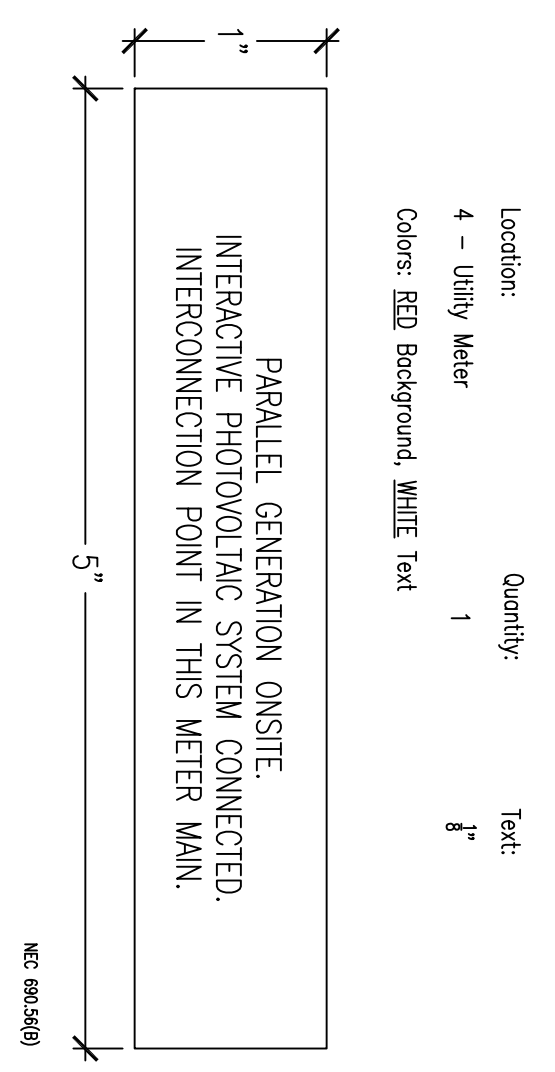 Location: Quantity: Text:
4 – Utility Meter 1 1/8"
Colors: RED Background, WHITE Text
1"
PARALLEL GENERATION ONSITE.
INTERACTIVE PHOTOVOLTAIC SYSTEM CONNECTED.
INTERCONNECTION POINT IN THIS METER MAIN.
5"
NEC 690.56(B)